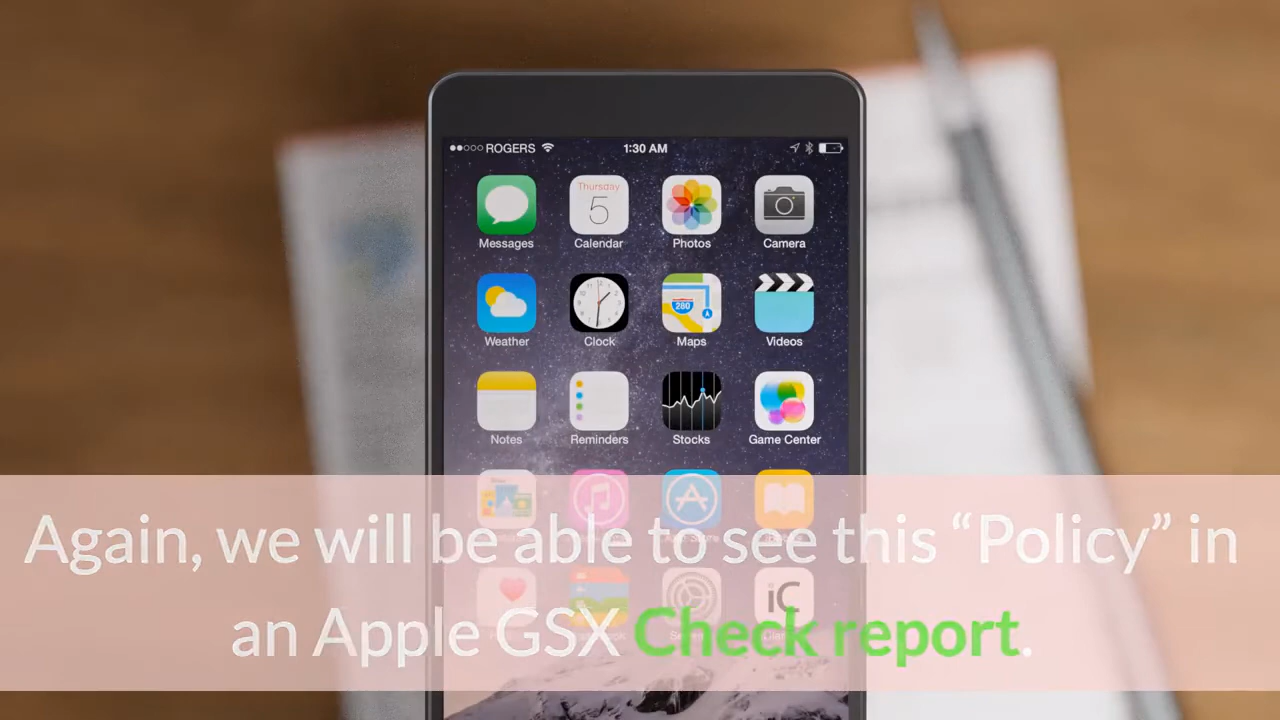 ROGERS 1:30 AM
Thursday
5
Messages Calendar Photos Camera
280
Weather Clock Maps Videos
Notes Reminders Stocks Game Center
Again, we will be able to see this “Policy” in
iC
an Apple GSX Check report.